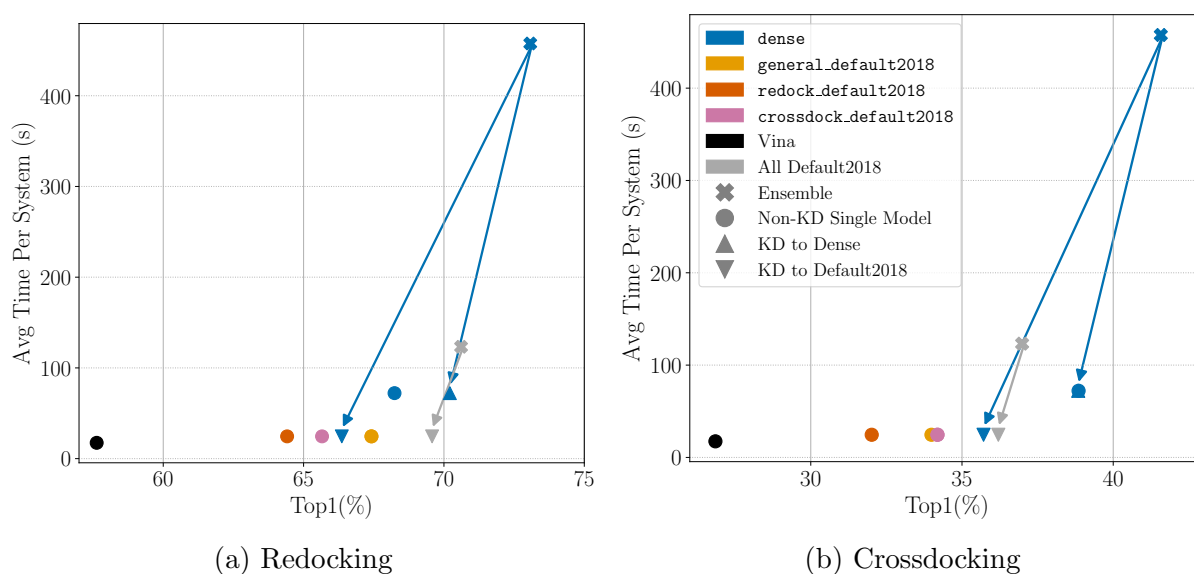 400
300
200
100
0
Avg Time Per System (s)
60
65
70
75
Top1(%)
(a) Redocking
400
300
200
100
0
Avg Time Per System (s)
dense
general_default2018
redock_default2018
crossdock_default2018
Vina
All Default2018
Ensemble
Non-KD Single Model
KD to Dense
KD to Default2018
30
35
40
Top1(%)
(b) Crossdocking